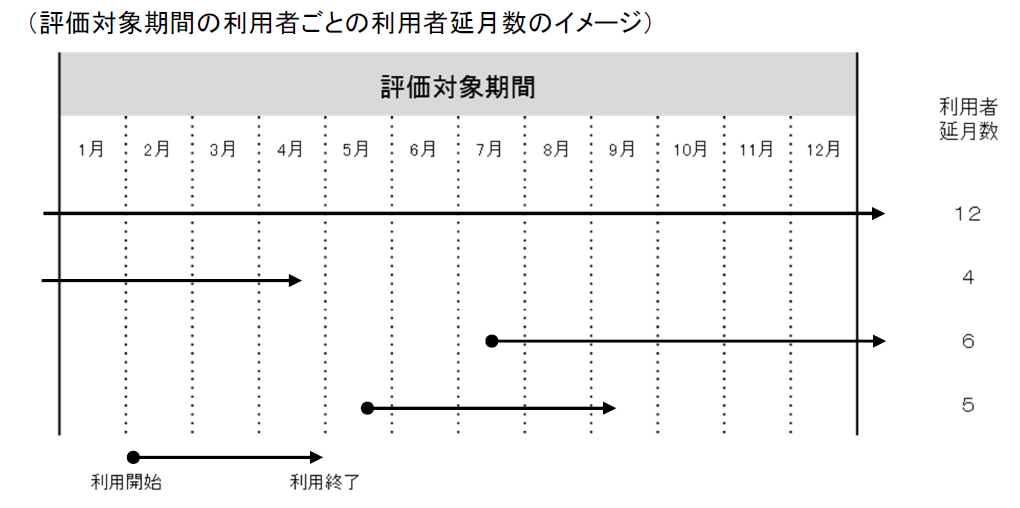 （評価対象期間の利用者ごとの利用者延月数のイメージ）
評価対象期間
利用者
延月数
1月 2月 3月 4月 5月 6月 7月 8月 9月 10月 11月 12月
１２
４
６
５
利用開始 利用終了